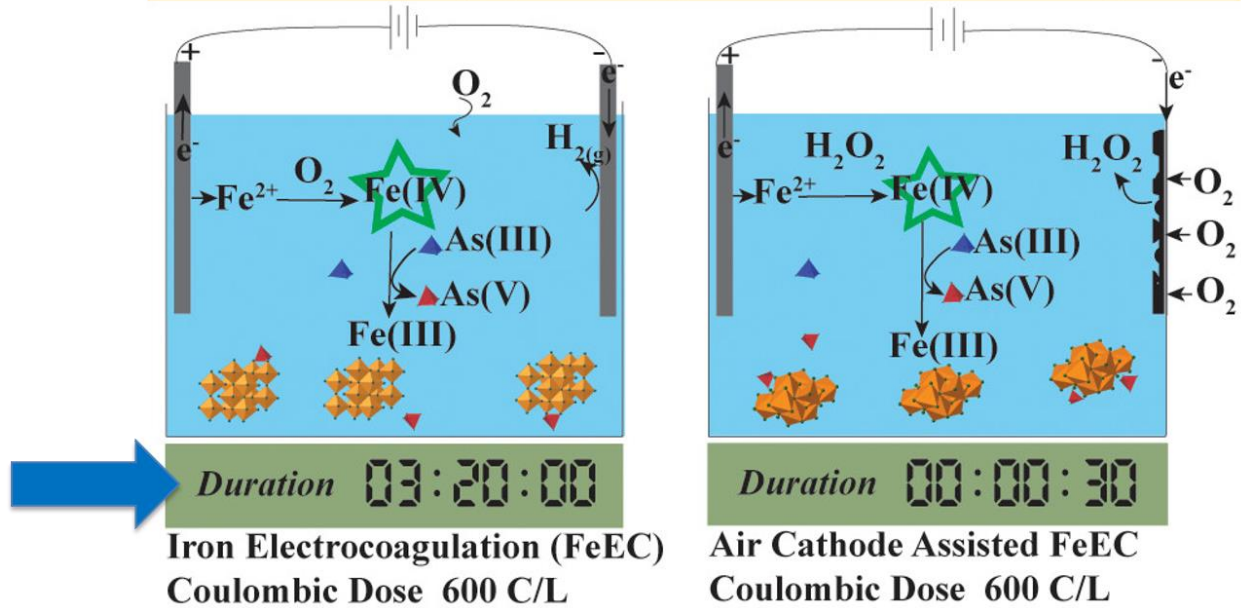 +
-
e⁻
O₂
e⁻
H₂(g)
Fe²⁺
O₂
Fe(IV)
As(III)
As(V)
Fe(III)
Duration 03:20:00
Iron Electrocoagulation (FeEC)
Coulombic Dose 600 C/L
+
-
e⁻
e⁻
H₂O₂
H₂O₂
Fe²⁺
Fe(IV)
O₂
O₂
O₂
As(III)
As(V)
Fe(III)
Duration 00:00:30
Air Cathode Assisted FeEC
Coulombic Dose 600 C/L